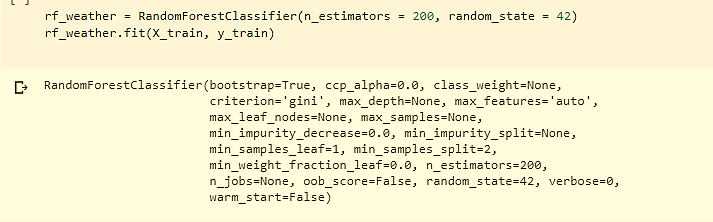 rf_weather = RandomForestClassifier(n_estimators = 200, random_state = 42)
rf_weather.fit(X_train, y_train)
RandomForestClassifier(bootstrap=True, ccp_alpha=0.0, class_weight=None,
criterion='gini', max_depth=None, max_features='auto',
max_leaf_nodes=None, max_samples=None,
min_impurity_decrease=0.0, min_impurity_split=None,
min_samples_leaf=1, min_samples_split=2,
min_weight_fraction_leaf=0.0, n_estimators=200,
n_jobs=None, oob_score=False, random_state=42, verbose=0,
warm_start=False)